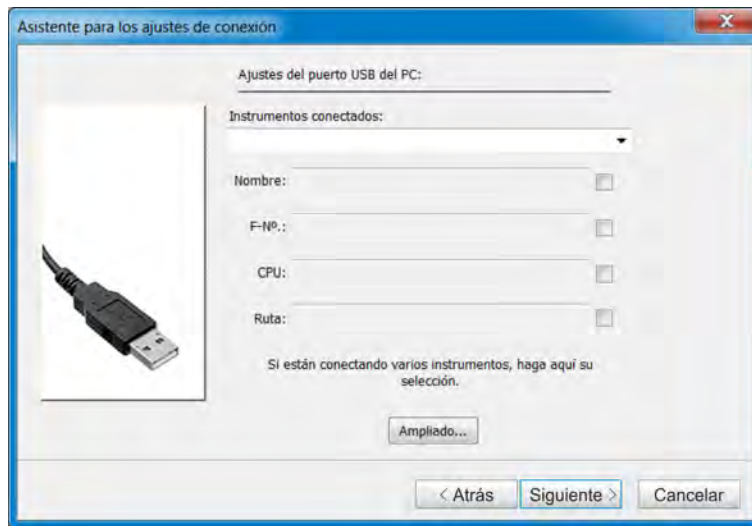 Asistente para los ajustes de conexión
Ajustes del puerto USB del PC:
Instrumentos conectados:
Nombre:
F-Nº.:
CPU:
Ruta:
Si están conectando varios instrumentos, haga aquí su
selección.
Ampliado...
< Atrás
Siguiente >
Cancelar